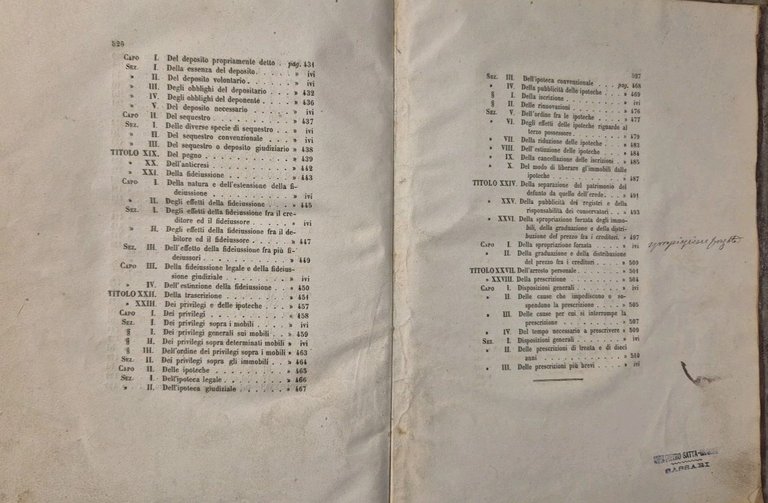 526
CAPO I. Del deposito propriamente detto . pag. 431
SEZ. I. Della essenza del deposito. . . . » ivi
» II. Del deposito volontario . . . . . » ivi
» III. Degli obblighi del depositario . . » 432
» IV. Degli obblighi del deponente . . . » 436
» V. Del deposito necessario . . . . . » ivi
CAPO II. Del sequestro . . . . . . » 437
SEZ. I. Delle diverse specie di sequestro . . » ivi
» II. Del sequestro convenzionale . . . » ivi
» III. Del sequestro o deposito giudiziario » 438
TITOLO XIX. Del pegno . . . . . . » 439
» XX. Dell'anticresi . . . . . . » 442
» XXI. Della fideiussione . . . . . » 443
CAPO I. Della natura e dell'estensione della fi-
deiussione . . . . . . » ivi
» II. Degli effetti della fideiussione . . » 445
SEZ. I. Degli effetti della fideiussione fra il cre-
ditore ed il fideiussore . . . . » ivi
» II. Degli effetti della fideiussione fra il de-
bitore ed il fideiussore . . . . » 447
SEZ. III. Dell'effetto della fideiussione fra più fi-
deiussori . . . . . . » 449
CAPO III. Della fideiussione legale e della fideius-
sione giudiziale . . . . . » ivi
» IV. Dell'estinzione della fideiussione . . » 450
TITOLO XXII. Della trascrizione . . . . » 451
» XXIII. Dei privilegi e delle ipoteche . . » 457
CAPO I. Dei privilegi . . . . . . » 458
SEZ. I. Dei privilegi sopra i mobili . . . » ivi
§ I. Dei privilegi generali sui mobili . . » 459
§ II. Dei privilegi sopra determinati mobili » ivi
§ III. Dell'ordine dei privilegi sopra i mobili » 463
SEZ. II. Dei privilegi sopra gli immobili . . » 464
CAPO II. Delle ipoteche . . . . . » 465
SEZ. I. Dell'ipoteca legale . . . . . » 466
» II. Dell'ipoteca giudiziale . . . . » 467
527
SEZ. III. Dell'ipoteca convenzionale . . . pag. 468
» IV. Della pubblicità delle ipoteche . . » 469
§ I. Della iscrizione . . . . . . » ivi
§ II. Delle rinnovazioni . . . . . » 476
SEZ. V. Dell'ordine fra le ipoteche . . . » 477
» VI. Degli effetti delle ipoteche riguardo al
terzo possessore . . . . . » 479
» VII. Della riduzione delle ipoteche . . » 483
» VIII. Dell'estinzione delle ipoteche . . » 484
» IX. Della cancellazione delle iscrizioni . » 485
» X. Del modo di liberare gl'immobili dalle
ipoteche . . . . . . » 487
TITOLO XXIV. Della separazione del patrimonio del
defunto da quello dell'erede. . . » 491
» XXV. Della pubblicità dei registri e della
responsabilità dei conservatori . . » 493
» XXVI. Della spropriazione forzata degli immo-
bili, della graduazione e della distri-
buzione del prezzo fra i creditori. » 497
CAPO I. Della spropriazione forzata . . . » ivi
» II. Della graduazione e della distribuzione
del prezzo fra i creditori . . . » 501
TITOLO XXVII. Dell'arresto personale . . . » 504
» XXVIII. Della prescrizione . . . . » ivi
CAPO I. Disposizioni generali . . . . » ivi
» II. Delle cause che impediscono o so-
spendono la prescrizione . . . » 505
» III. Delle cause per cui si interrompe la
prescrizione . . . . . . » 507
» IV. Del tempo necessario a prescrivere » 509
SEZ. I. Disposizioni generali . . . . » ivi
» II. Delle prescrizioni di trenta e di dieci
anni . . . . . . . » 510
» III. Delle prescrizioni più brevi . . . » ivi
SATTA
SASSARI